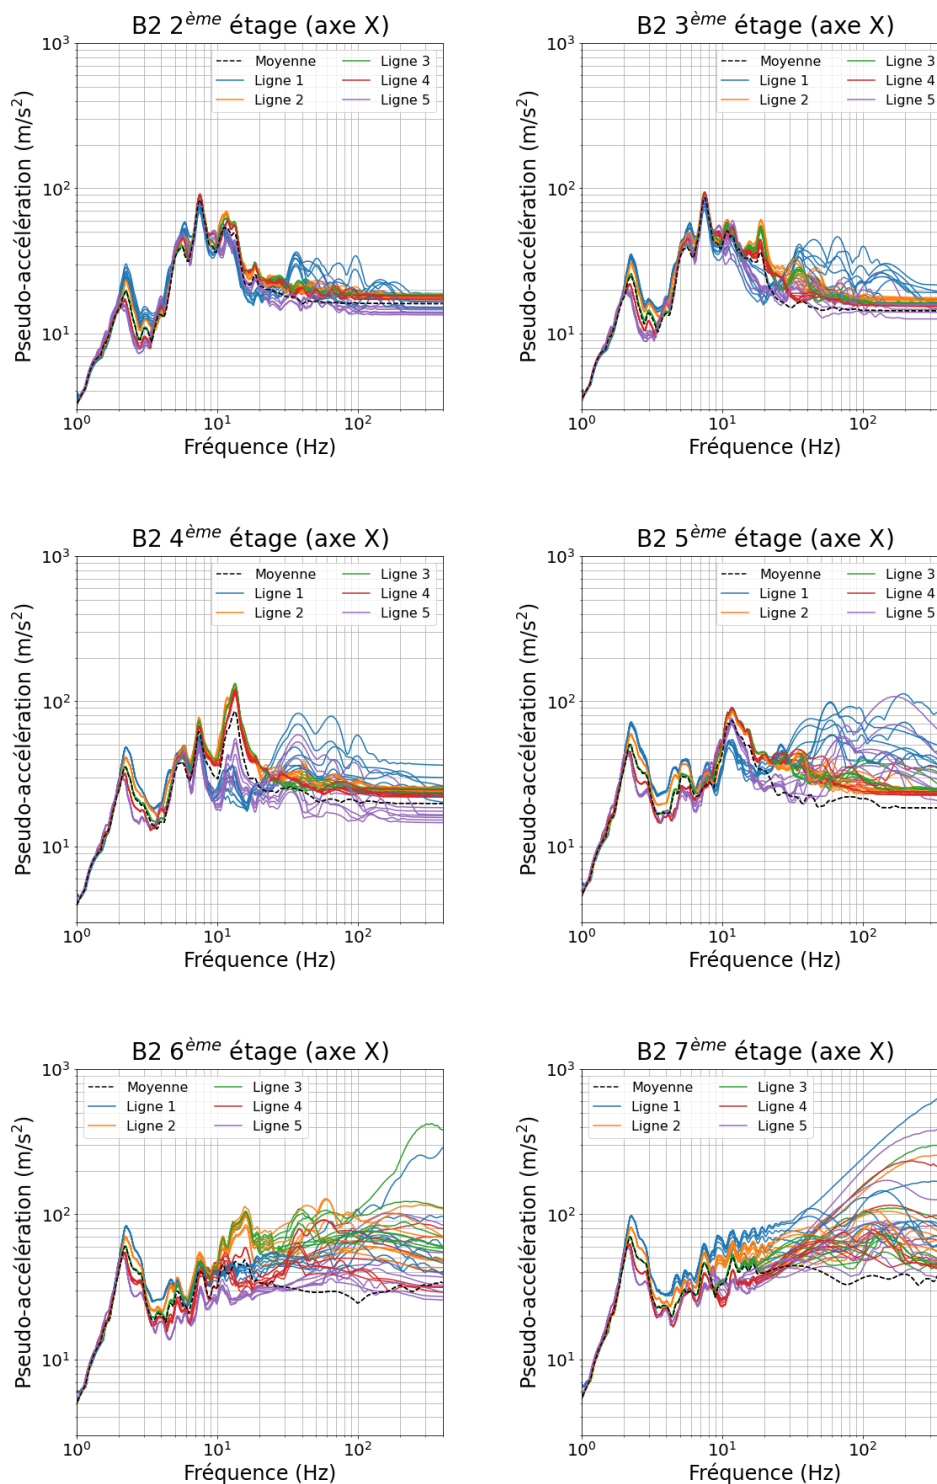 B2 2ème étage (axe X)
Pseudo-accélération (m/s²)
10³
10²
10¹
Moyenne
Ligne 1
Ligne 2
Ligne 3
Ligne 4
Ligne 5
10⁰ 10¹ 10²
Fréquence (Hz)
B2 3ème étage (axe X)
Pseudo-accélération (m/s²)
10³
10²
10¹
Moyenne
Ligne 1
Ligne 2
Ligne 3
Ligne 4
Ligne 5
10⁰ 10¹ 10²
Fréquence (Hz)
B2 4ème étage (axe X)
Pseudo-accélération (m/s²)
10³
10²
10¹
Moyenne
Ligne 1
Ligne 2
Ligne 3
Ligne 4
Ligne 5
10⁰ 10¹ 10²
Fréquence (Hz)
B2 5ème étage (axe X)
Pseudo-accélération (m/s²)
10³
10²
10¹
Moyenne
Ligne 1
Ligne 2
Ligne 3
Ligne 4
Ligne 5
10⁰ 10¹ 10²
Fréquence (Hz)
B2 6ème étage (axe X)
Pseudo-accélération (m/s²)
10³
10²
10¹
Moyenne
Ligne 1
Ligne 2
Ligne 3
Ligne 4
Ligne 5
10⁰ 10¹ 10²
Fréquence (Hz)
B2 7ème étage (axe X)
Pseudo-accélération (m/s²)
10³
10²
10¹
Moyenne
Ligne 1
Ligne 2
Ligne 3
Ligne 4
Ligne 5
10⁰ 10¹ 10²
Fréquence (Hz)